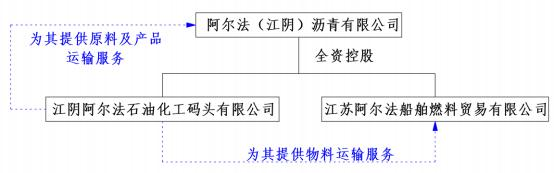 阿尔法（江阴）沥青有限公司
为其提供原料及产品
运输服务
全资控股
江阴阿尔法石油化工码头有限公司
江苏阿尔法船舶燃料贸易有限公司
为其提供物料运输服务